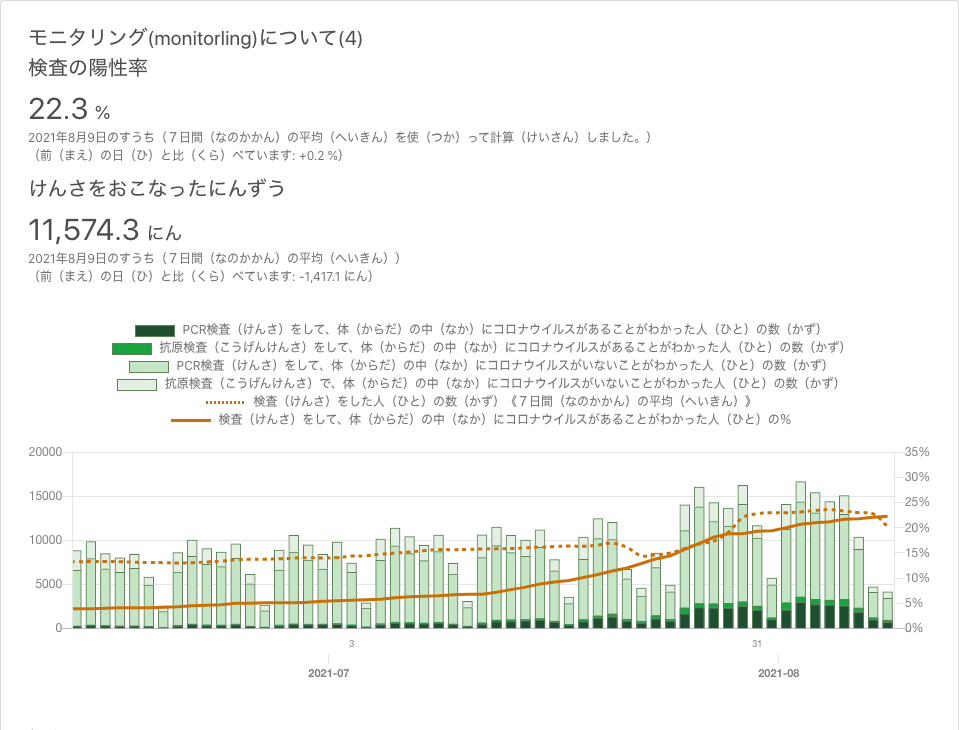 モニタリング(monitorling)について(4)
検査の陽性率
22.3 %
2021年8月9日のすうち（７日間（なのかかん）の平均（へいきん）を使（つか）って計算（けいさん）しました。）
（前（まえ）の日（ひ）と比（くら）べています: +0.2 %）
けんさをおこなったにんずう
11,574.3 にん
2021年8月9日のすうち（７日間（なのかかん）の平均（へいきん））
（前（まえ）の日（ひ）と比（くら）べています: -1,417.1 にん）
PCR検査（けんさ）をして、体（からだ）の中（なか）にコロナウイルスがあることがわかった人（ひと）の数（かず）
抗原検査（こうげんけんさ）をして、体（からだ）の中（なか）にコロナウイルスがあることがわかった人（ひと）の数（かず）
PCR検査（けんさ）をして、体（からだ）の中（なか）にコロナウイルスがいないことがわかった人（ひと）の数（かず）
抗原検査（こうげんけんさ）で、体（からだ）の中（なか）にコロナウイルスがいないことがわかった人（ひと）の数（かず）
検査（けんさ）をした人（ひと）の数（かず）《７日間（なのかかん）の平均（へいきん）》
検査（けんさ）をして、体（からだ）の中（なか）にコロナウイルスがあることがわかった人（ひと）の％
20000 35%
30%
15000 25%
20%
10000 15%
5000 10%
5%
0 0%
3 31
2021-07 2021-08